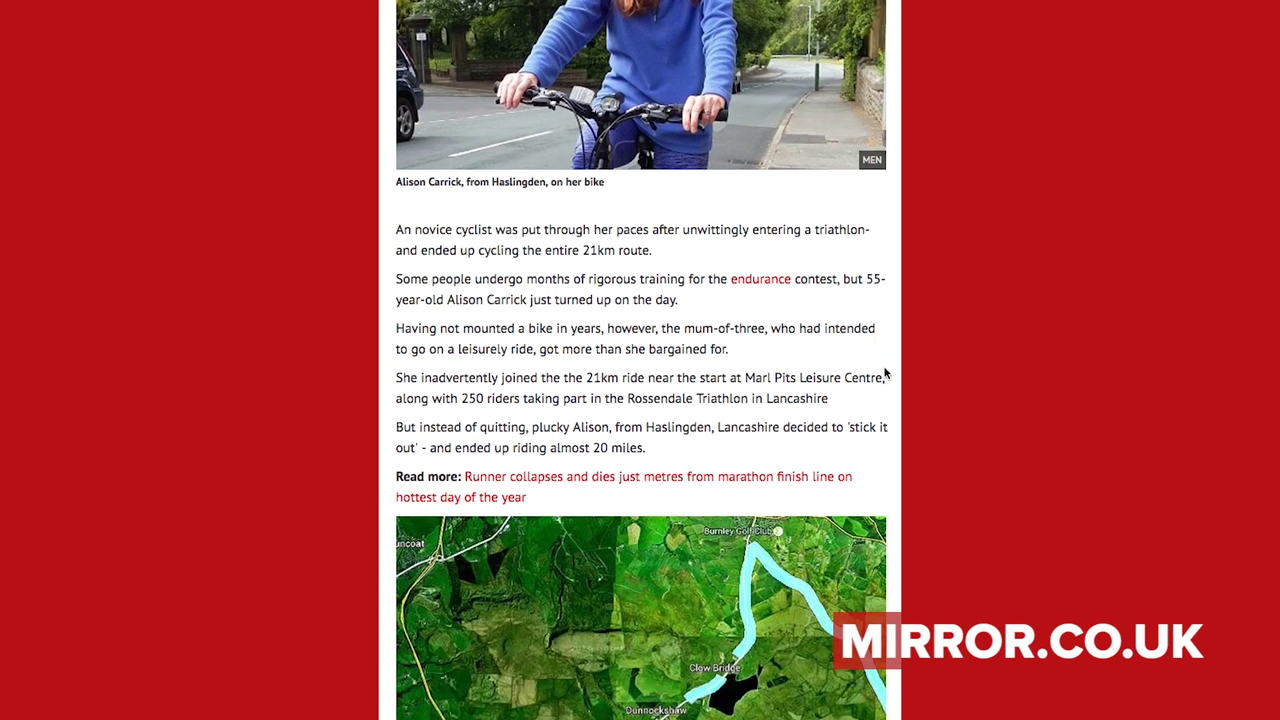 MEN
Alison Carrick, from Haslingden, on her bike
An novice cyclist was put through her paces after unwittingly entering a triathlon-
and ended up cycling the entire 21km route.
Some people undergo months of rigorous training for the endurance contest, but 55-
year-old Alison Carrick just turned up on the day.
Having not mounted a bike in years, however, the mum-of-three, who had intended
to go on a leisurely ride, got more than she bargained for.
She inadvertently joined the the 21km ride near the start at Marl Pits Leisure Centre,
along with 250 riders taking part in the Rossendale Triathlon in Lancashire
But instead of quitting, plucky Alison, from Haslingden, Lancashire decided to 'stick it
out' - and ended up riding almost 20 miles.
Read more: Runner collapses and dies just metres from marathon finish line on
hottest day of the year
Burnley Golf Club
uncoat
MIRROR.CO.UK
Clow Bridge
Dunnockshaw